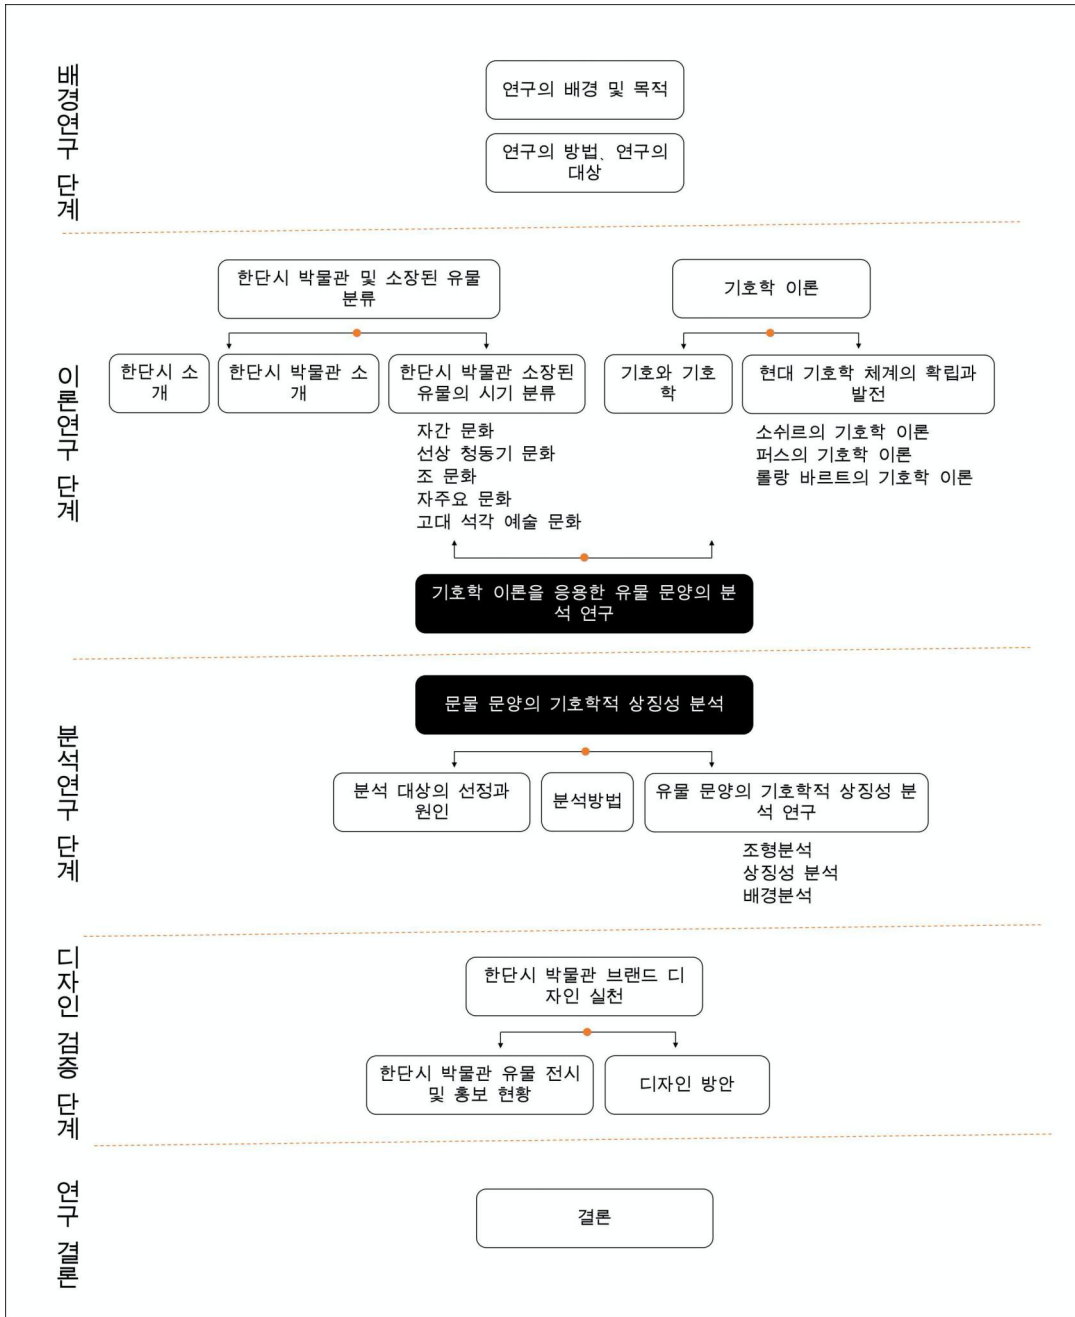 배경연구 단계
연구의 배경 및 목적
연구의 방법、연구의
대상
이론연구 단계
한단시 박물관 및 소장된 유물
분류
기호학 이론
한단시 소
개
한단시 박물관 소
개
한단시 박물관 소장된
유물의 시기 분류
기호와 기호
학
현대 기호학 체계의 확립과
발전
자간 문화
선상 청동기 문화
조 문화
자주요 문화
고대 석각 예술 문화
소쉬르의 기호학 이론
퍼스의 기호학 이론
롤랑 바르트의 기호학 이론
기호학 이론을 응용한 유물 문양의 분
석 연구
분석연구 단계
문물 문양의 기호학적 상징성 분석
분석 대상의 선정과
원인
분석방법
유물 문양의 기호학적 상징성 분
석 연구
조형분석
상징성 분석
배경분석
디자인 검증 단계
한단시 박물관 브랜드 디
자인 실천
한단시 박물관 유물 전시
및 홍보 현황
디자인 방안
연구 결론
결론